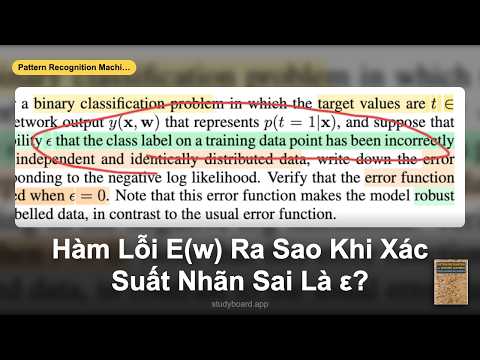 Pattern Recognition Machi...
r a binary classification problem in which the target values are t ∈
etwork output y(x, w) that represents p(t = 1|x), and suppose that
bility ϵ that the class label on a training data point has been incorrectly
independent and identically distributed data, write down the error
ponding to the negative log likelihood. Verify that the error function
ed when ϵ = 0. Note that this error function makes the model robust
belled data, in contrast to the usual error function.
Hàm Lỗi E(w) Ra Sao Khi Xác
Suất Nhãn Sai Là ε?
studyboard.app